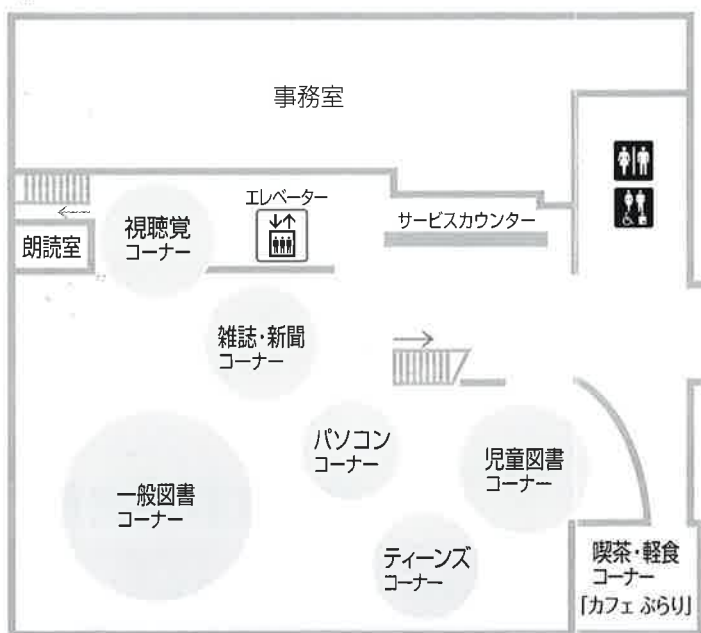 事務室
エレベーター
サービスカウンター
視聴覚
コーナー
朗読室
雑誌・新聞
コーナー
パソコン
コーナー
児童図書
コーナー
一般図書
コーナー
ティーンズ
コーナー
喫茶・軽食
コーナー
「カフェ ぶらり」